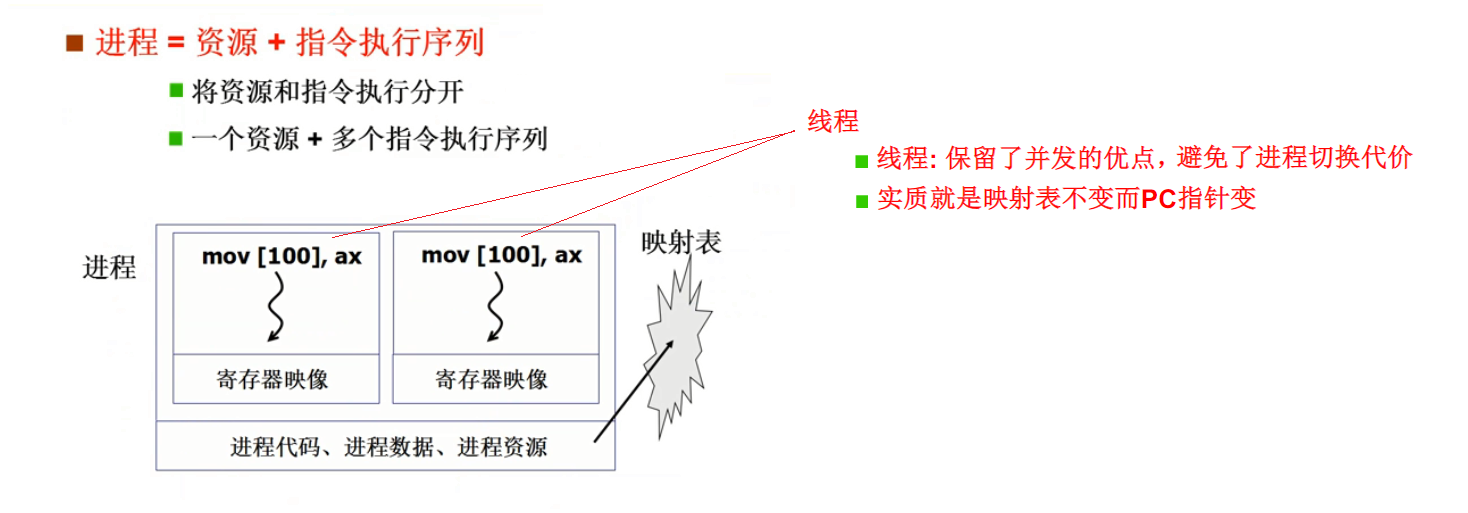 进程 = 资源 + 指令执行序列
将资源和指令执行分开
一个资源 + 多个指令执行序列
线程
线程: 保留了并发的优点，避免了进程切换代价
实质就是映射表不变而PC指针变
进程
mov [100], ax
mov [100], ax
映射表
寄存器映像
寄存器映像
进程代码、进程数据、进程资源